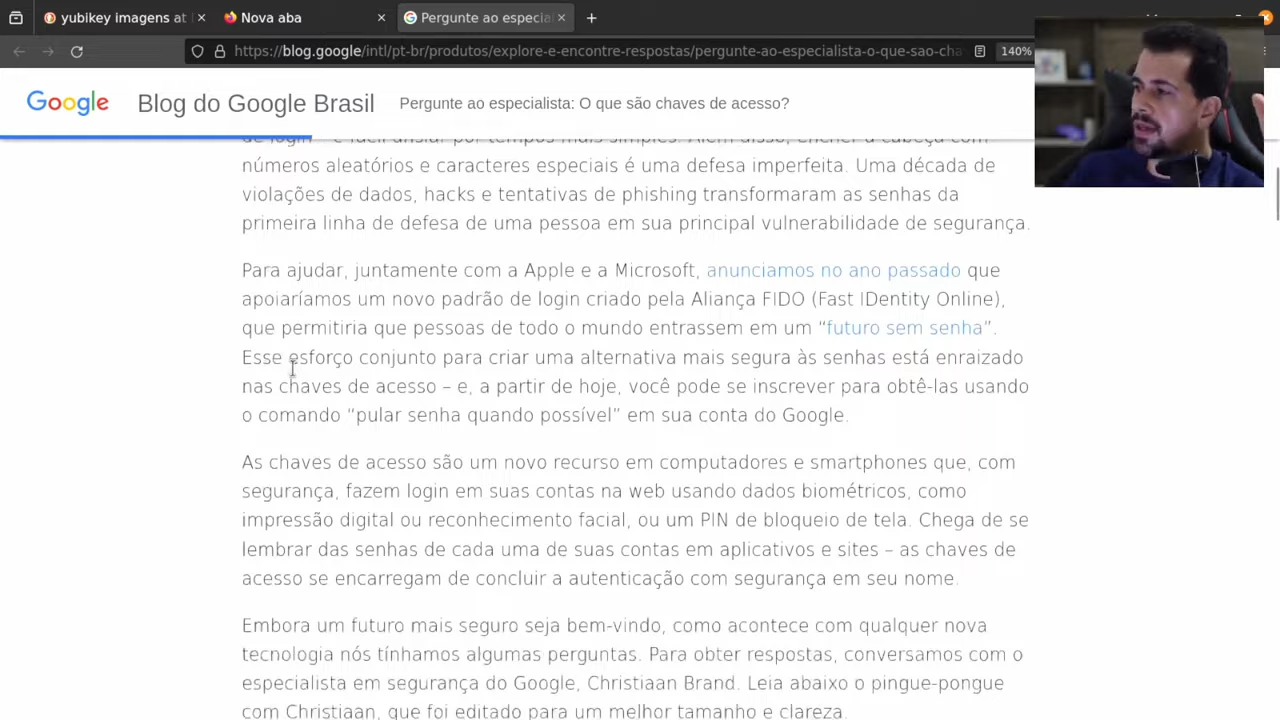 yubikey imagens at
Nova aba
Pergunte ao especia
https://blog.google/intl/pt-br/produtos/explore-e-encontre-respostas/pergunte-ao-especialista-o-que-sao-cha
140%
Google
Blog do Google Brasil
Pergunte ao especialista: O que são chaves de acesso?
números aleatórios e caracteres especiais é uma defesa imperfeita. Uma década de
violações de dados, hacks e tentativas de phishing transformaram as senhas da
primeira linha de defesa de uma pessoa em sua principal vulnerabilidade de segurança.
Para ajudar, juntamente com a Apple e a Microsoft, anunciamos no ano passado que
apoiaríamos um novo padrão de login criado pela Aliança FIDO (Fast IDentity Online),
que permitiria que pessoas de todo o mundo entrassem em um “futuro sem senha”.
Esse esforço conjunto para criar uma alternativa mais segura às senhas está enraizado
nas chaves de acesso – e, a partir de hoje, você pode se inscrever para obtê-las usando
o comando “pular senha quando possível” em sua conta do Google.
As chaves de acesso são um novo recurso em computadores e smartphones que, com
segurança, fazem login em suas contas na web usando dados biométricos, como
impressão digital ou reconhecimento facial, ou um PIN de bloqueio de tela. Chega de se
lembrar das senhas de cada uma de suas contas em aplicativos e sites – as chaves de
acesso se encarregam de concluir a autenticação com segurança em seu nome.
Embora um futuro mais seguro seja bem-vindo, como acontece com qualquer nova
tecnologia nós tínhamos algumas perguntas. Para obter respostas, conversamos com o
especialista em segurança do Google, Christiaan Brand. Leia abaixo o pingue-pongue
com Christiaan, que foi editado para um melhor tamanho e clareza.